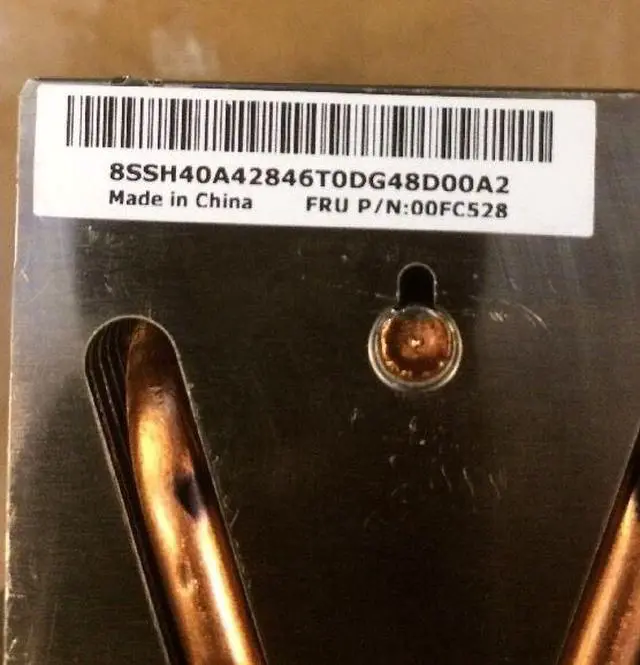 8SSH40A42846T0DG48D00A2
Made in China FRU P/N:00FC528